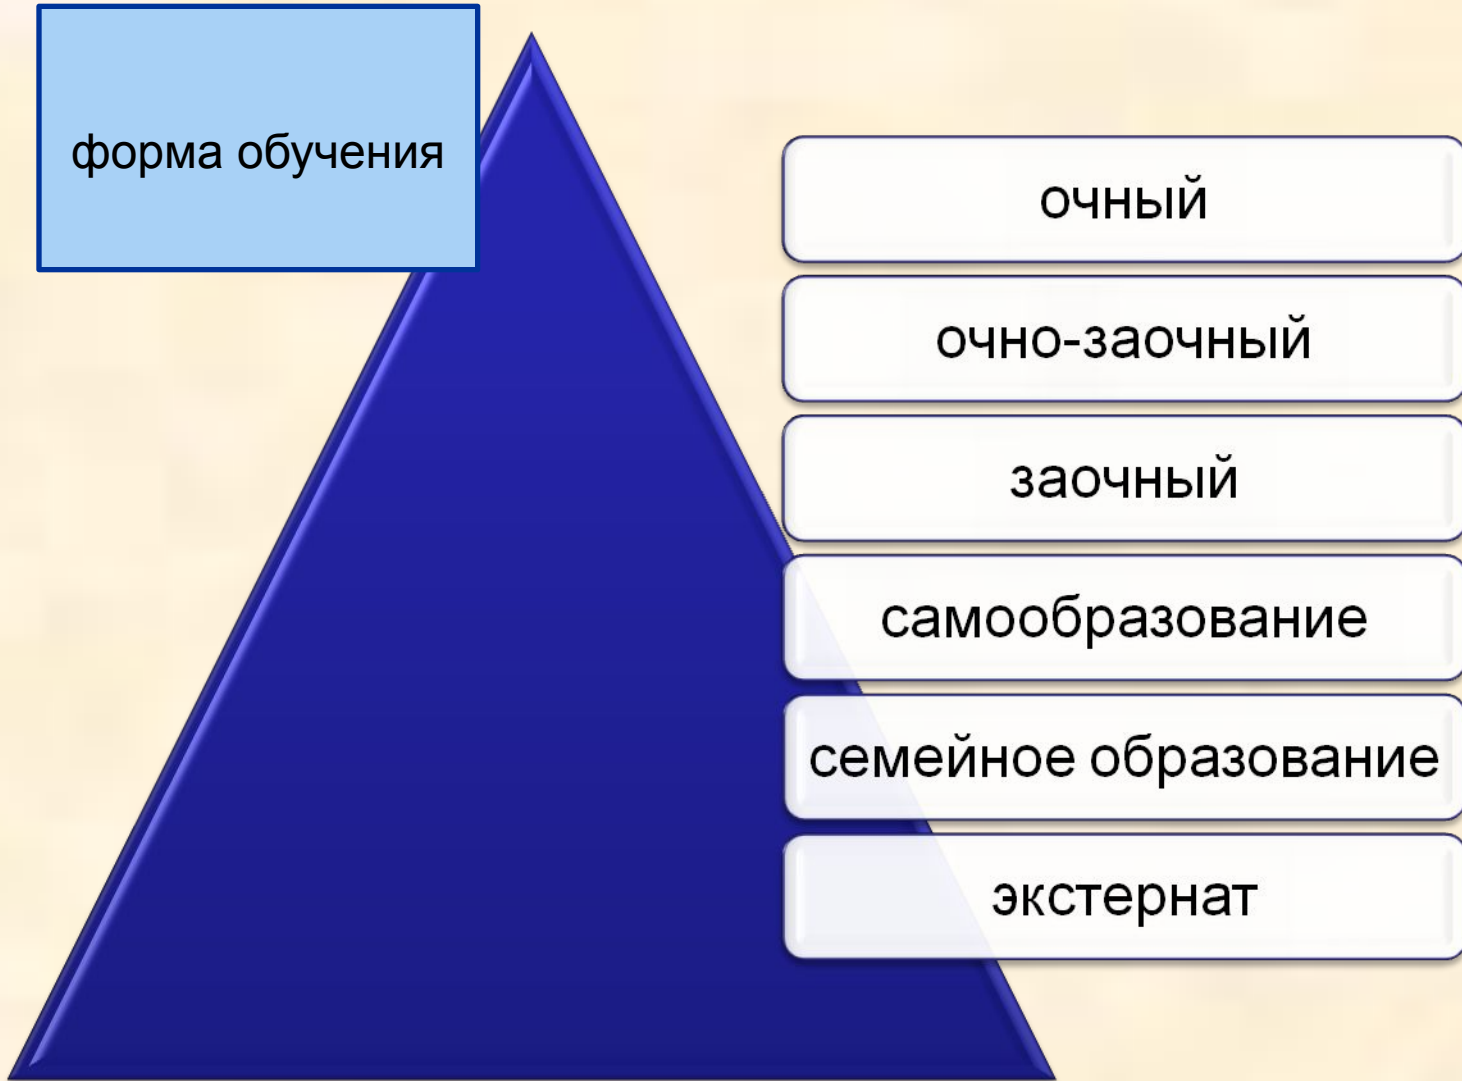 форма обучения
очный
очно-заочный
заочный
самообразование
семейное образование
экстернат